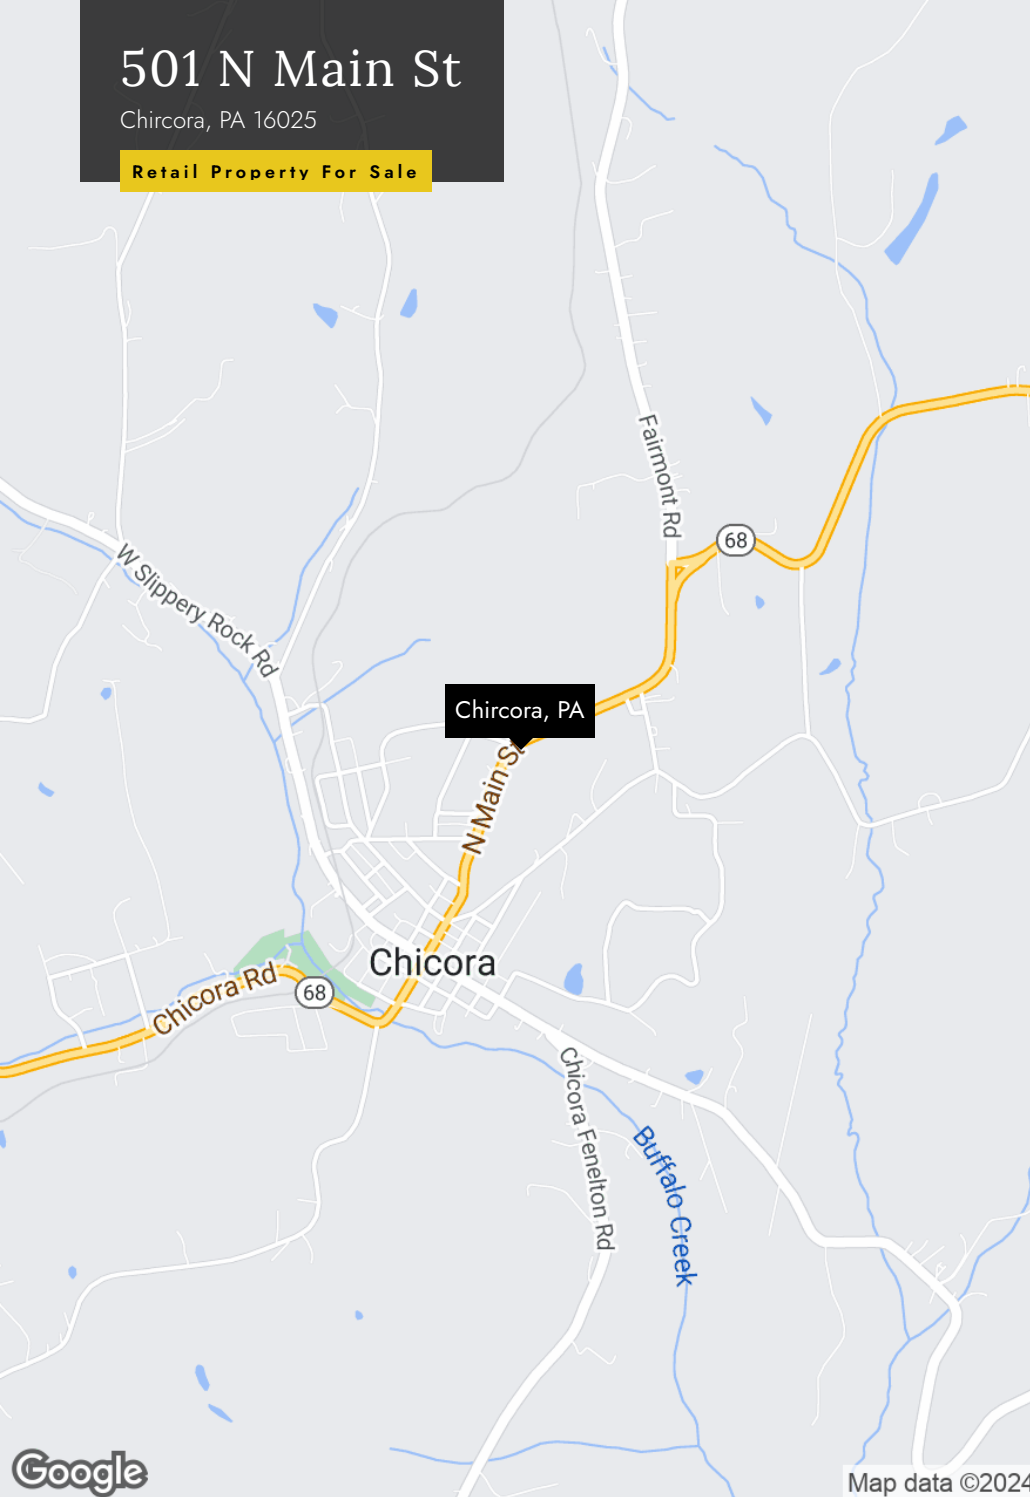 501 N Main St
Chircora, PA 16025
Retail Property For Sale
Fairmont Rd
68
W Slippery Rock Rd
Chircora, PA
N Main St
Chicora
Chicora Rd
68
Chicora Fenelton Rd
Buffalo Creek
Google
Map data ©2024